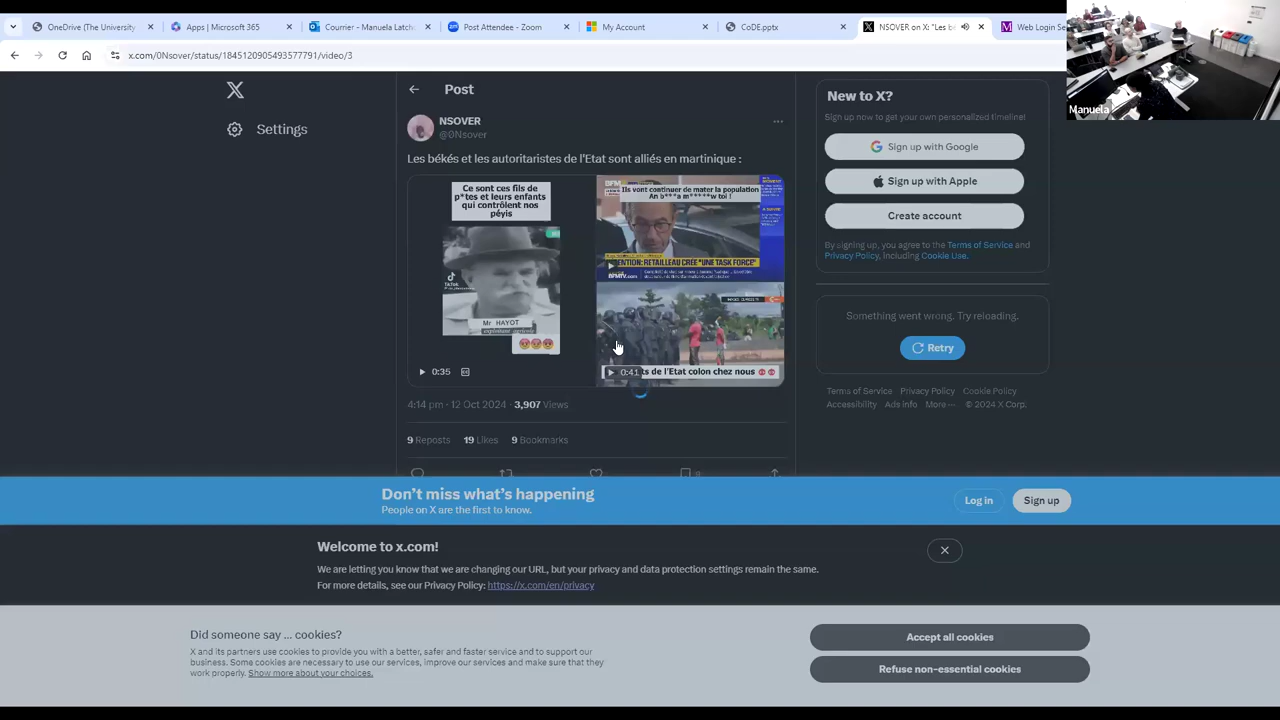 OneDrive (The University
Apps | Microsoft 365
Courrier - Manuela Latch
Post Attendee - Zoom
My Account
CoDE.pptx
NSOVER on X: "Les b
Web Login Se
x.com/0Nsover/status/1845120905493577791/video/3
Manuela
Settings
Post
NSOVER
@0Nsover
Les békés et les autoritaristes de l'Etat sont alliés en martinique :
Ce sont ces fils de
p*tes et leurs enfants
qui contrôlent nos
péyis
TikTok
Mr HAYOT
exploitant agricole
0:35
BFM
Ils vont continuer de mater la population
An b***a m*****w toi !
ENTION: RETAILLEAU CRÉE "UNE TASK FORCE"
BFMTV.com
0:41
ts de l'Etat colon chez nous
4:14 pm · 12 Oct 2024 · 3,907 Views
9 Reposts 19 Likes 9 Bookmarks
New to X?
Sign up now to get your own personalized timeline!
Sign up with Google
Sign up with Apple
Create account
By signing up, you agree to the Terms of Service and
Privacy Policy, including Cookie Use.
Something went wrong. Try reloading.
Retry
Terms of Service Privacy Policy Cookie Policy
Accessibility Ads info More ··· © 2024 X Corp.
Don't miss what's happening
People on X are the first to know.
Log in
Sign up
Welcome to x.com!
We are letting you know that we are changing our URL, but your privacy and data protection settings remain the same.
For more details, see our Privacy Policy: https://x.com/en/privacy
Did someone say … cookies?
X and its partners use cookies to provide you with a better, safer and faster service and to support our
business. Some cookies are necessary to use our services, improve our services and make sure they
work properly. Show more about your choices.
Accept all cookies
Refuse non-essential cookies